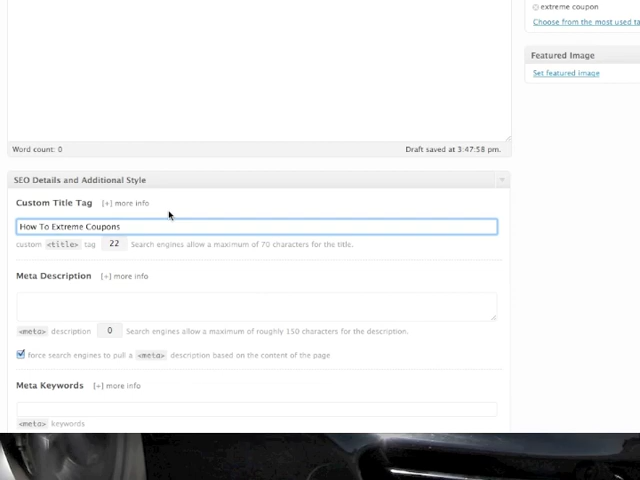 extreme coupon
Choose from the most used
Featured Image
Set featured image
Word count: 0
Draft saved at 3:47:58 pm.
SEO Details and Additional Style
Custom Title Tag [+] more info
How To Extreme Coupons
custom <title> tag 22 Search engines allow a maximum of 70 characters for the title.
Meta Description [+] more info
<meta> description 0 Search engines allow a maximum of roughly 150 characters for the description.
force search engines to pull a <meta> description based on the content of the page
Meta Keywords [+] more info
<meta> keywords